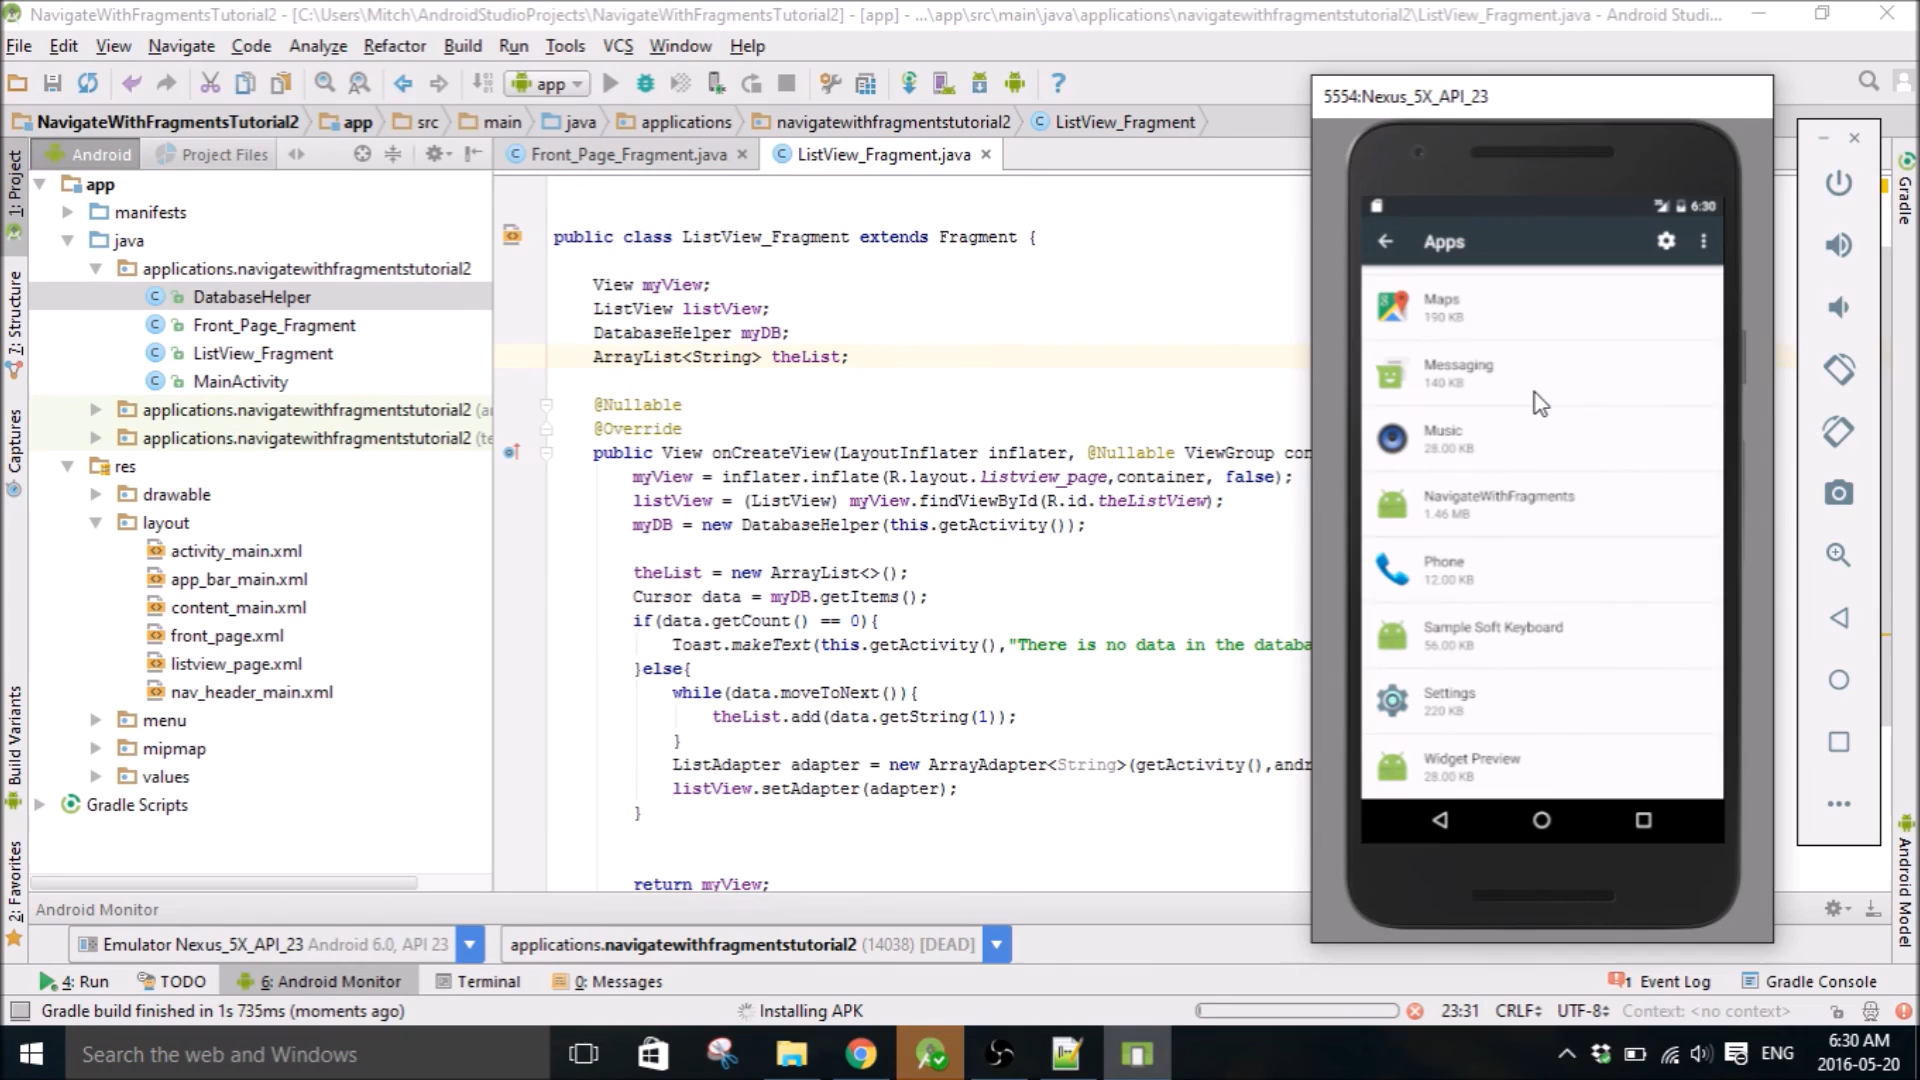 NavigateWithFragmentsTutorial2 - [C:\Users\Mitch\AndroidStudioProjects\NavigateWithFragmentsTutorial2] - [app] - ...\app\src\main\java\applications\navigatewithfragmentstutorial2\ListView_Fragment.java - Android Studi...
File Edit View Navigate Code Analyze Refactor Build Run Tools VCS Window Help
app
NavigateWithFragmentsTutorial2 app src main java applications navigatewithfragmentstutorial2 ListView_Fragment
Android Project Files
Front_Page_Fragment.java ListView_Fragment.java
1: Project
7: Structure
Captures
Build Variants
2: Favorites
app
manifests
java
applications.navigatewithfragmentstutorial2
DatabaseHelper
Front_Page_Fragment
ListView_Fragment
MainActivity
applications.navigatewithfragmentstutorial2 (a
applications.navigatewithfragmentstutorial2 (te
res
drawable
layout
activity_main.xml
app_bar_main.xml
content_main.xml
front_page.xml
listview_page.xml
nav_header_main.xml
menu
mipmap
values
Gradle Scripts
public class ListView_Fragment extends Fragment {
View myView;
ListView listView;
DatabaseHelper myDB;
ArrayList<String> theList;
@Nullable
@Override
public View onCreateView(LayoutInflater inflater, @Nullable ViewGroup con
myView = inflater.inflate(R.layout.listview_page,container, false);
listView = (ListView) myView.findViewById(R.id.theListView);
myDB = new DatabaseHelper(this.getActivity());
theList = new ArrayList<>();
Cursor data = myDB.getItems();
if(data.getCount() == 0){
Toast.makeText(this.getActivity(),"There is no data in the databa
}else{
while(data.moveToNext()){
theList.add(data.getString(1));
}
ListAdapter adapter = new ArrayAdapter<String>(getActivity(),andr
listView.setAdapter(adapter);
}
return myView;
5554:Nexus_5X_API_23
6:30
Apps
Maps
190 KB
Messaging
140 KB
Music
28.00 KB
NavigateWithFragments
1.46 MB
Phone
12.00 KB
Sample Soft Keyboard
56.00 KB
Settings
220 KB
Widget Preview
28.00 KB
Gradle
Android Model
Android Monitor
Emulator Nexus_5X_API_23 Android 6.0, API 23
applications.navigatewithfragmentstutorial2 (14038) [DEAD]
4: Run TODO 6: Android Monitor Terminal 0: Messages
1 Event Log Gradle Console
Gradle build finished in 1s 735ms (moments ago)
Installing APK
23:31 CRLF UTF-8 Context: <no context>
Search the web and Windows
ENG
6:30 AM
2016-05-20